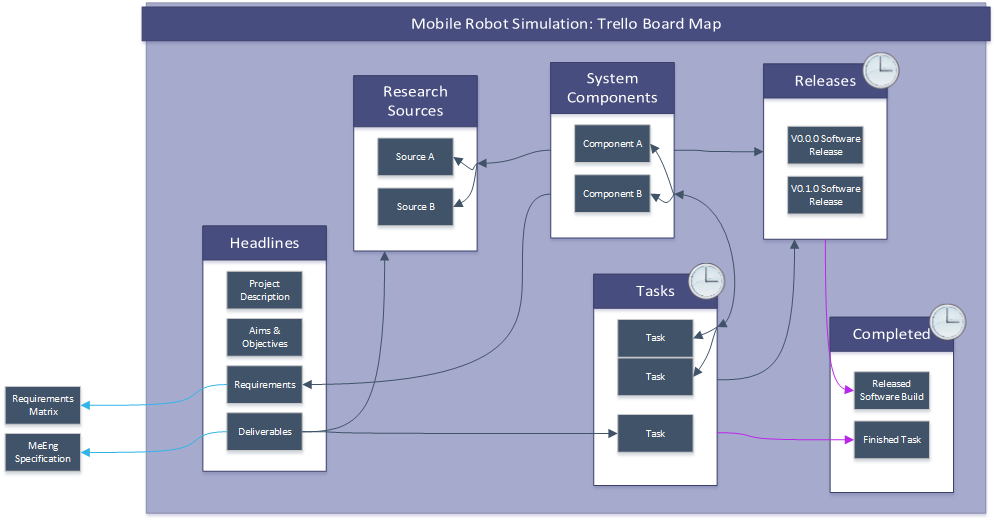 Mobile Robot Simulation: Trello Board Map
Research
Sources
Source A
Source B
System
Components
Component A
Component B
Releases
V0.0.0 Software
Release
V0.1.0 Software
Release
Headlines
Project
Description
Aims &
Objectives
Requirements
Deliverables
Tasks
Task
Task
Task
Completed
Released
Software Build
Finished Task
Requirements
Matrix
MeEng
Specification